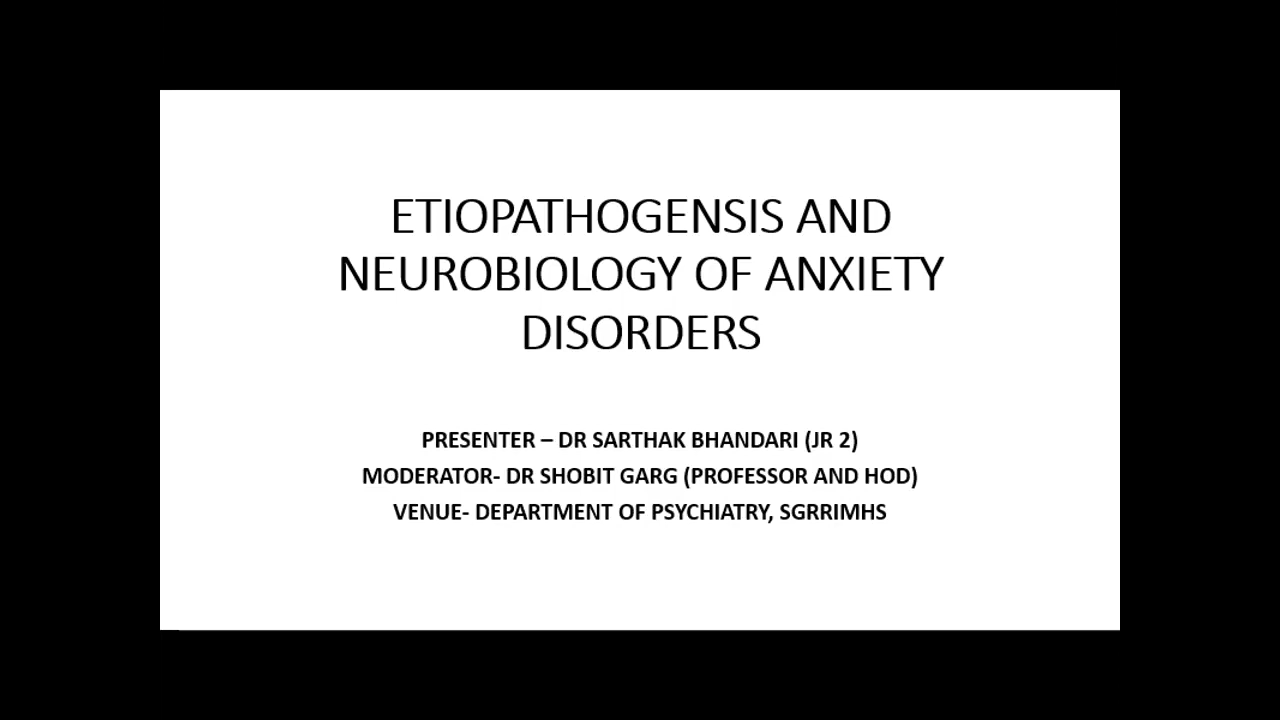 ETIOPATHOGENSIS AND
NEUROBIOLOGY OF ANXIETY
DISORDERS
PRESENTER – DR SARTHAK BHANDARI (JR 2)
MODERATOR- DR SHOBIT GARG (PROFESSOR AND HOD)
VENUE- DEPARTMENT OF PSYCHIATRY, SGRRIMHS